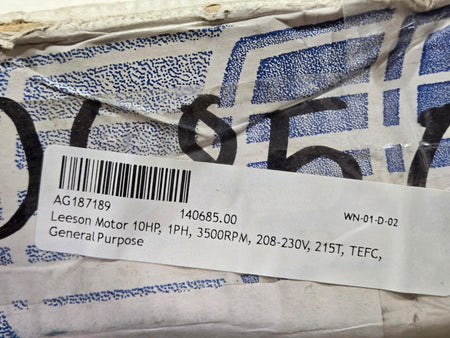 AG187189 140685.00 WN-01-D-02
Leeson Motor 10HP, 1PH, 3500RPM, 208-230V, 215T, TEFC,
General Purpose